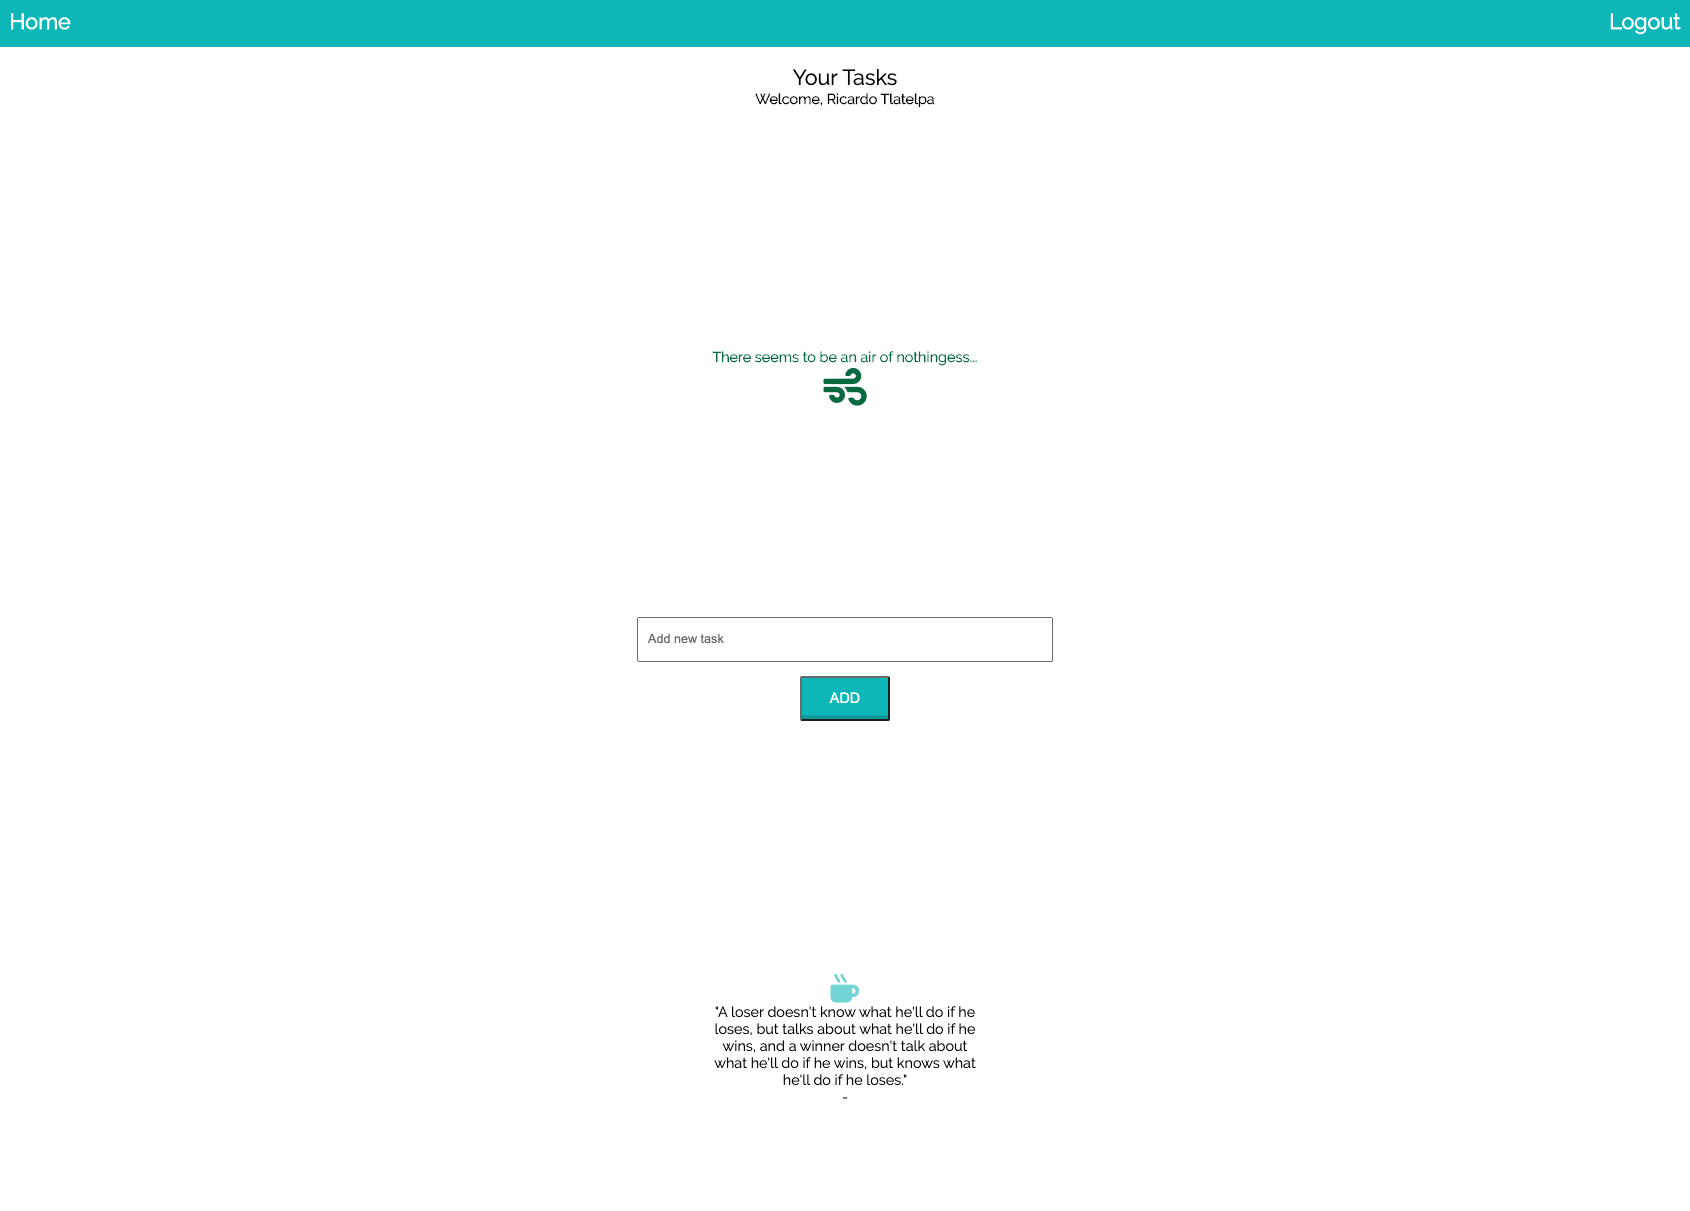 Home
Logout
Your Tasks
Welcome, Ricardo Tlatelpa
There seems to be an air of nothingess...
Add new task
ADD
"A loser doesn't know what he'll do if he
loses, but talks about what he'll do if he
wins, and a winner doesn't talk about
what he'll do if he wins, but knows what
he'll do if he loses."
-